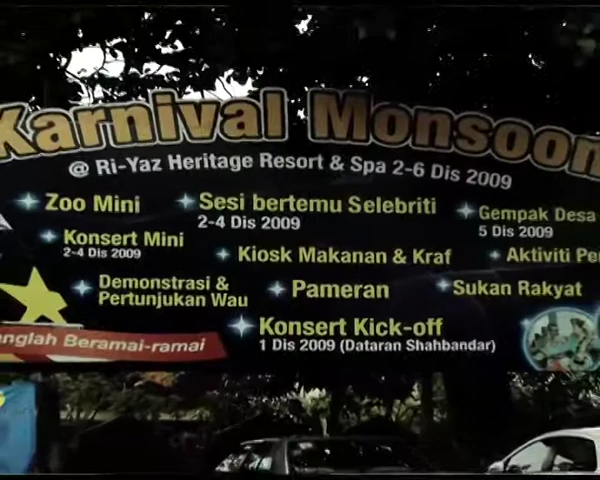 Karnival Monsoon
@ Ri-Yaz Heritage Resort & Spa 2-6 Dis 2009
Zoo Mini
Sesi bertemu Selebriti
2-4 Dis 2009
Gempak Desa
5 Dis 2009
Konsert Mini
2-4 Dis 2009
Kiosk Makanan & Kraf
Aktiviti
Demonstrasi &
Pertunjukan Wau
Pameran
Sukan Rakyat
Konsert Kick-off
1 Dis 2009 (Dataran Shahbandar)
Beramai-ramai